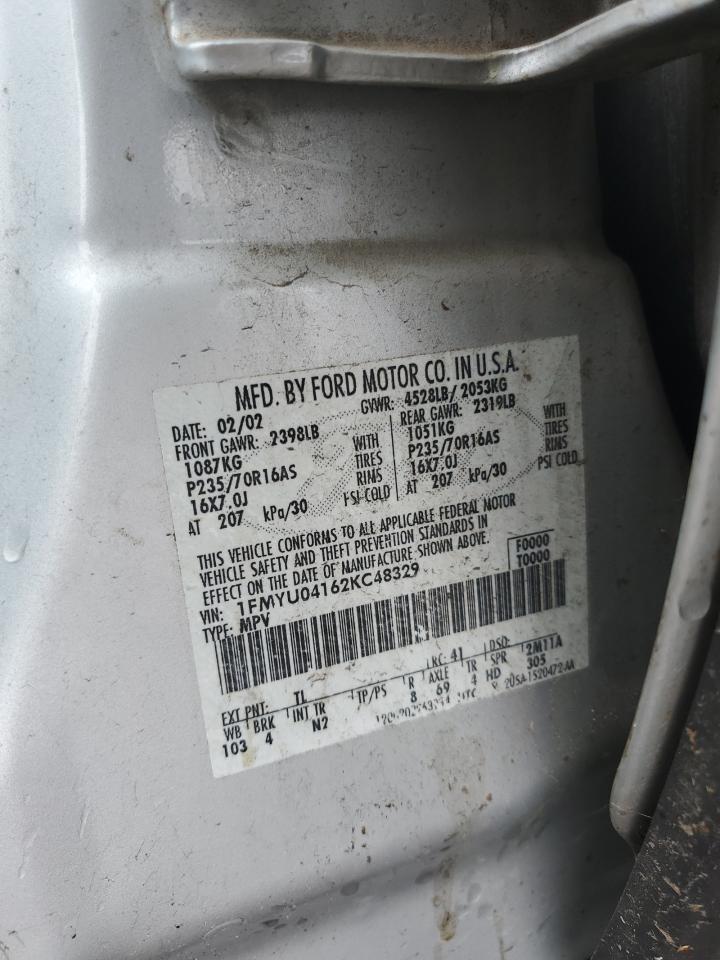 MFD. BY FORD MOTOR CO. IN U.S.A.
DATE: 02/02 GVWR: 4528LB/ 2053KG
FRONT GAWR: 2398LB REAR GAWR: 2319LB
1087KG WITH 1051KG WITH
P235/70R16AS TIRES P235/70R16AS TIRES
16X7.0J RIMS 16X7.0J RIMS
AT 207 kPa/30 PSI COLD AT 207 kPa/30 PSI COLD
THIS VEHICLE CONFORMS TO ALL APPLICABLE FEDERAL MOTOR
VEHICLE SAFETY AND THEFT PREVENTION STANDARDS IN
EFFECT ON THE DATE OF MANUFACTURE SHOWN ABOVE.
F0000
T0000
VIN: 1FMYU04162KC48329
TYPE: MPV
EXT PNT: TL RC: 41 DSO:
WB BRK INT TR TP/PS R AXLE TR SPR 2M11A
103 4 N2 8 69 4 HD 305
UTC